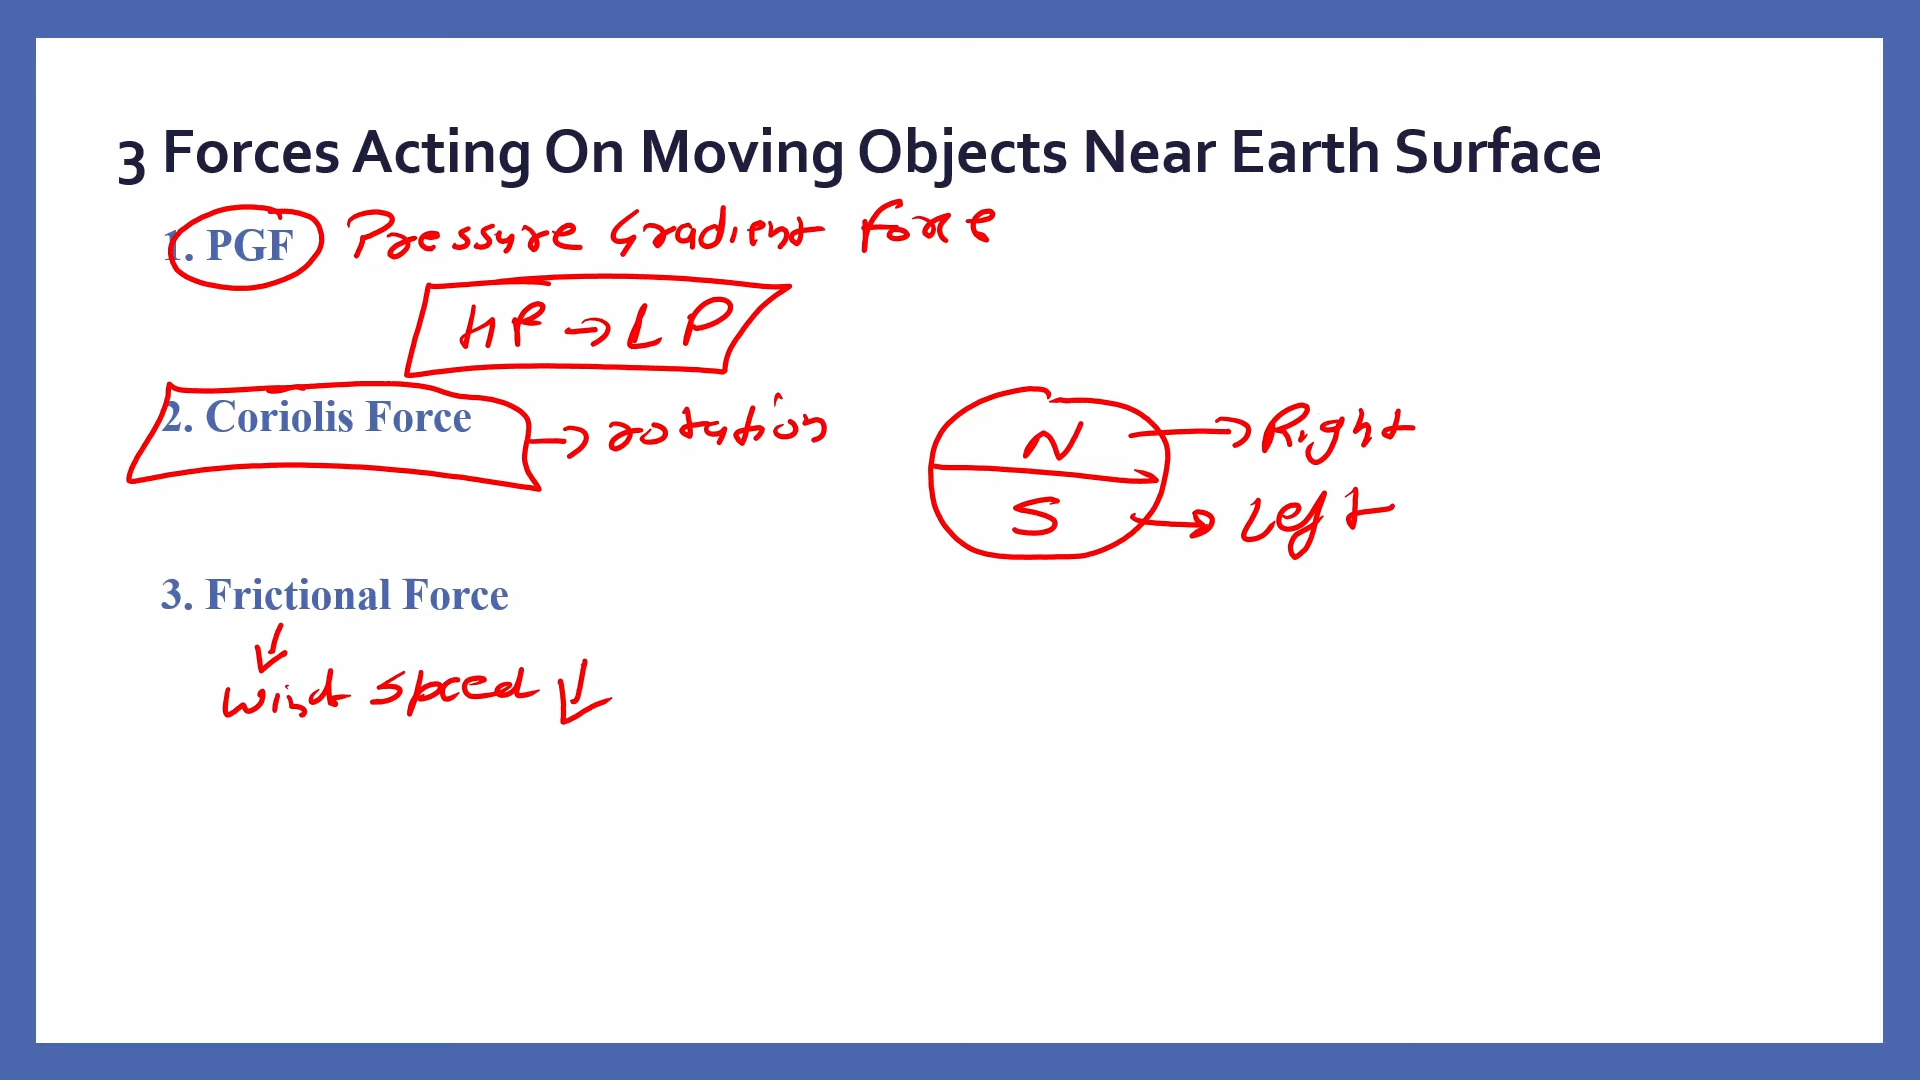 3 Forces Acting On Moving Objects Near Earth Surface
1. PGF Pressure Gradient Force
HP → LP
2. Coriolis Force → rotation
N → Right
S → Left
3. Frictional Force
↓
Wind speed ↓